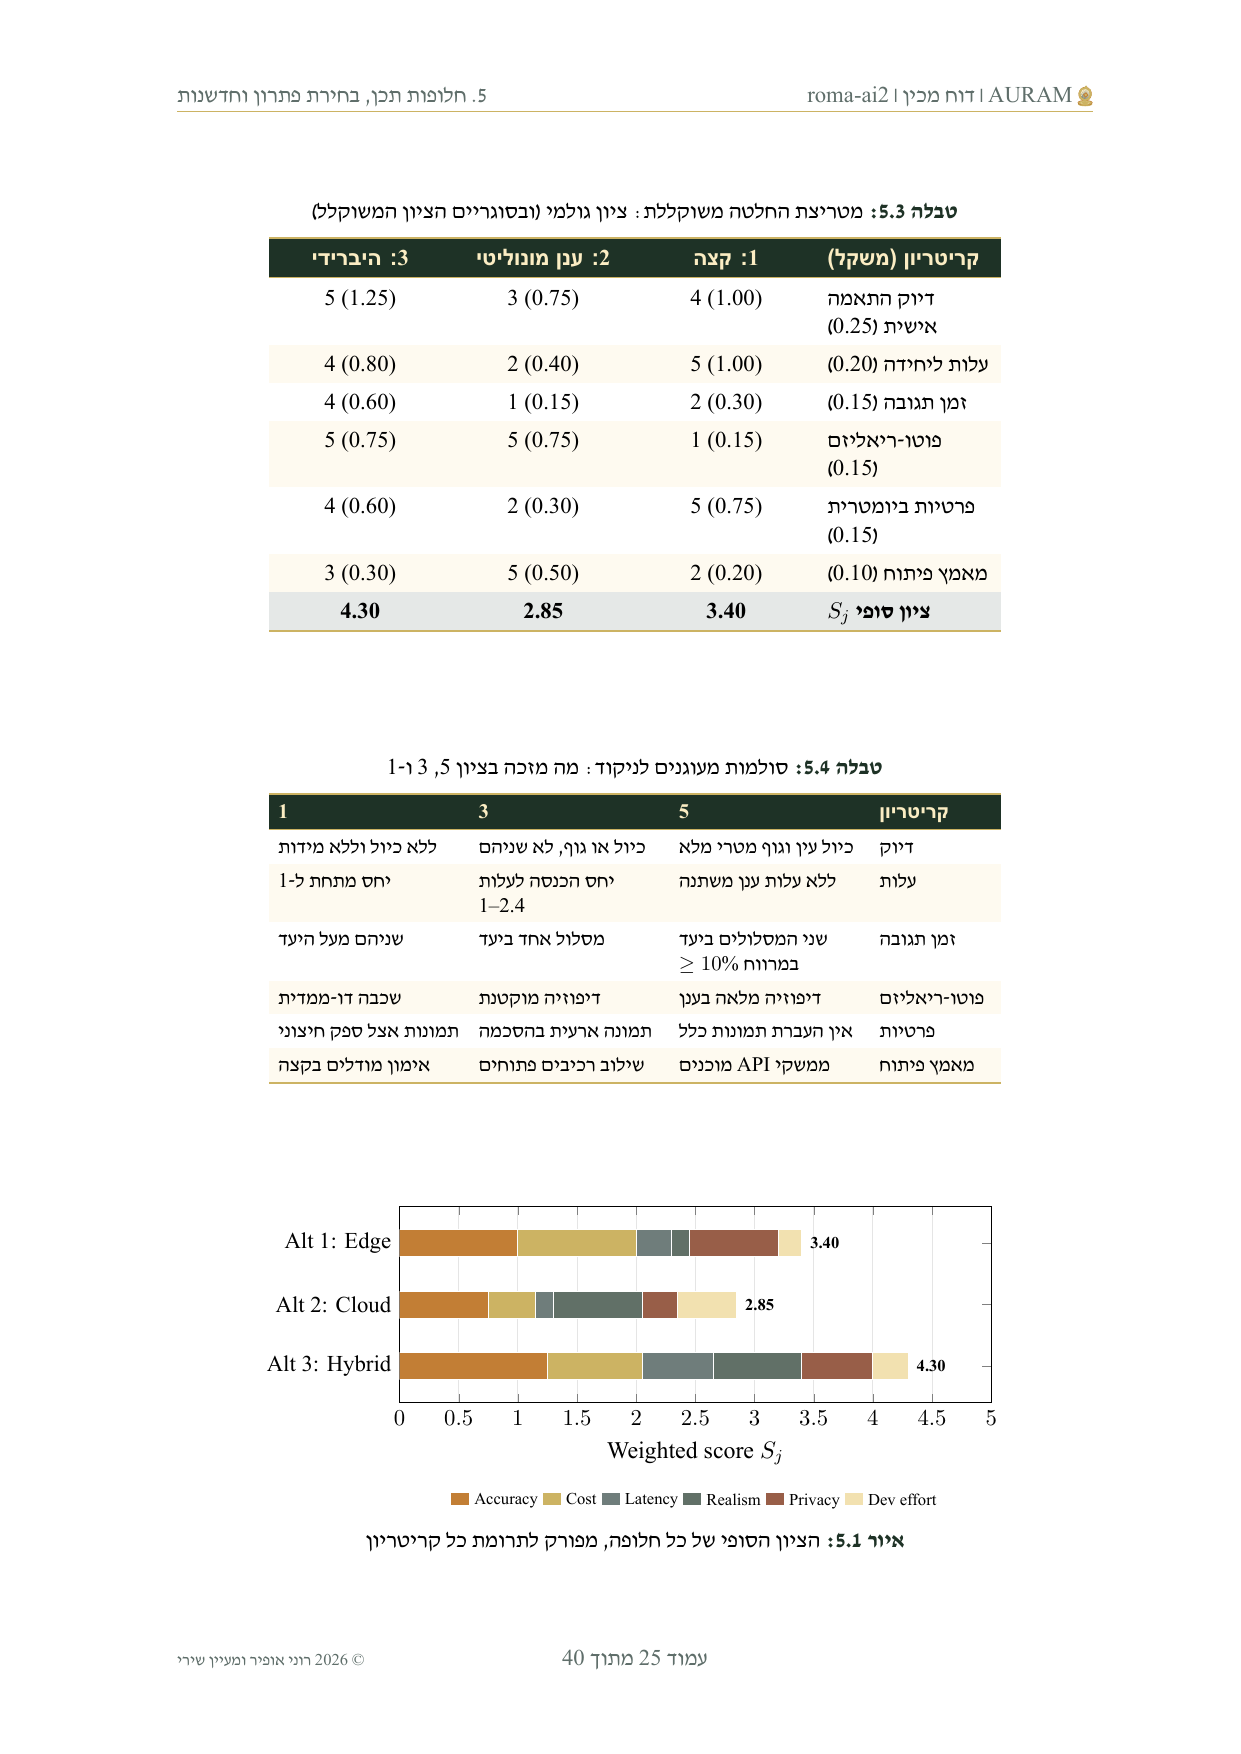 AURAM | דוח מכין | roma-ai2
5. חלופות תכן, בחירת פתרון וחדשנות
טבלה 5.3: מטריצת החלטה משוקללת: ציון גולמי (ובסוגריים הציון המשוקלל)
קריטריון (משקל) 1: קצה 2: ענן מונוליטי 3: היברידי
דיוק התאמה 4 (1.00) 3 (0.75) 5 (1.25)
אישית (0.25)
עלות ליחידה (0.20) 5 (1.00) 2 (0.40) 4 (0.80)
זמן תגובה (0.15) 2 (0.30) 1 (0.15) 4 (0.60)
פוטו-ריאליזם 1 (0.15) 5 (0.75) 5 (0.75)
(0.15)
פרטיות ביומטרית 5 (0.75) 2 (0.30) 4 (0.60)
(0.15)
מאמץ פיתוח (0.10) 2 (0.20) 5 (0.50) 3 (0.30)
ציון סופי Sj 3.40 2.85 4.30
טבלה 5.4: סולמות מעוגנים לניקוד: מה מזכה בציון 5, 3 ו-1
קריטריון 5 3 1
דיוק כיול עין וגוף מטרי מלא כיול או גוף, לא שניהם ללא כיול וללא מידות
עלות ללא עלות ענן משתנה יחס הכנסה לעלות יחס מתחת ל-1
1–2.4
זמן תגובה שני המסלולים ביעד מסלול אחד ביעד שניהם מעל היעד
במרווח ≥ 10%
פוטו-ריאליזם דיפוזיה מלאה בענן דיפוזיה מוקטנת שכבה דו-ממדית
פרטיות אין העברת תמונות כלל תמונה ארעית בהסכמה תמונות אצל ספק חיצוני
מאמץ פיתוח ממשקי API מוכנים שילוב רכיבים פתוחים אימון מודלים בקצה
Alt 1: Edge 3.40
Alt 2: Cloud 2.85
Alt 3: Hybrid 4.30
0 0.5 1 1.5 2 2.5 3 3.5 4 4.5 5
Weighted score Sj
Accuracy Cost Latency Realism Privacy Dev effort
איור 5.1: הציון הסופי של כל חלופה, מפורק לתרומת כל קריטריון
עמוד 25 מתוך 40
© 2026 רוני אופיר ומעיין שירי